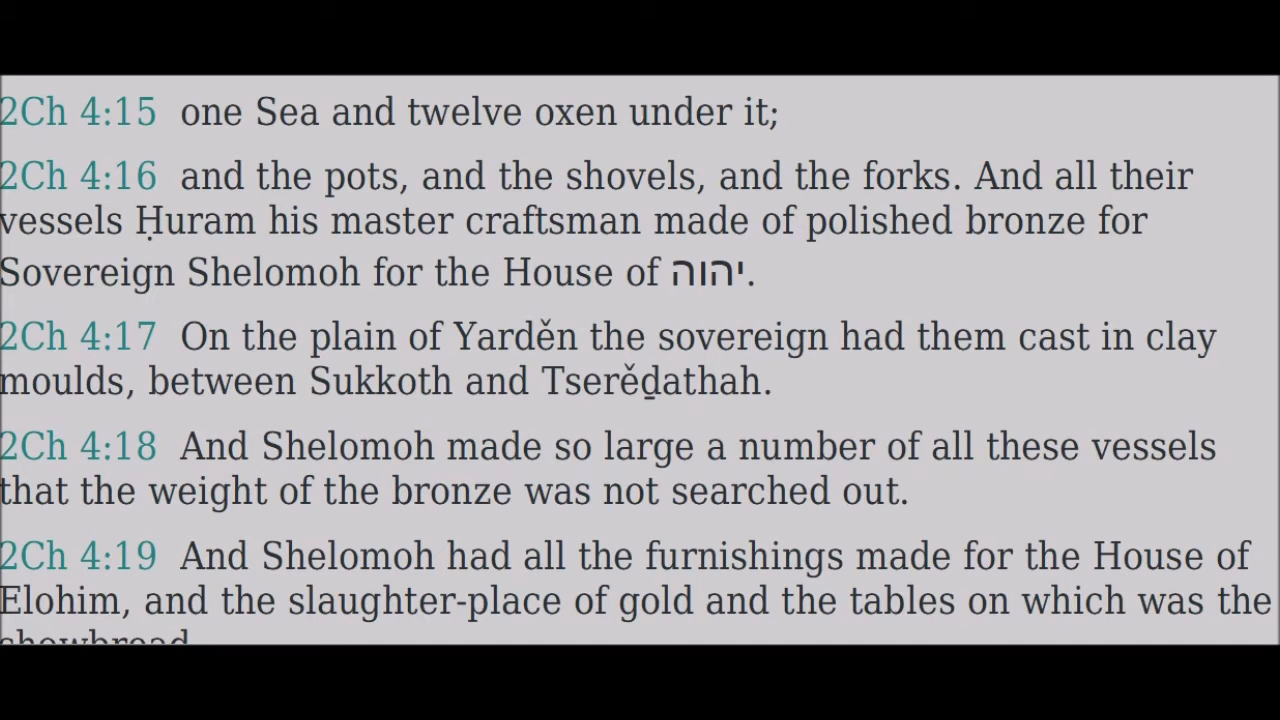 2Ch 4:15 one Sea and twelve oxen under it;
2Ch 4:16 and the pots, and the shovels, and the forks. And all their
vessels Ḥuram his master craftsman made of polished bronze for
Sovereign Shelomoh for the House of יהוה.
2Ch 4:17 On the plain of Yardĕn the sovereign had them cast in clay
moulds, between Sukkoth and Tserĕḏathah.
2Ch 4:18 And Shelomoh made so large a number of all these vessels
that the weight of the bronze was not searched out.
2Ch 4:19 And Shelomoh had all the furnishings made for the House of
Elohim, and the slaughter-place of gold and the tables on which was the
showbread